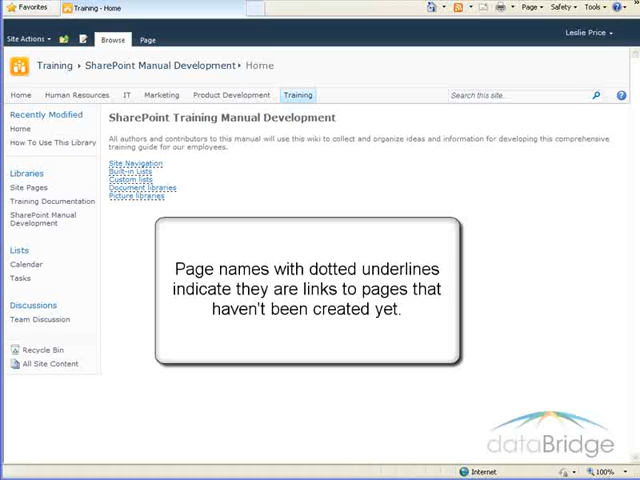 Favorites
Training - Home
Page
Safety
Tools
Site Actions
Browse
Page
Leslie Price
Training
SharePoint Manual Development
Home
Home
Human Resources
IT
Marketing
Product Development
Training
Search this site...
Recently Modified
Home
How To Use This Library
Libraries
Site Pages
Training Documentation
SharePoint Manual
Development
Lists
Calendar
Tasks
Discussions
Team Discussion
Recycle Bin
All Site Content
SharePoint Training Manual Development
All authors and contributors to this manual will use this wiki to collect and organize ideas and information for developing this comprehensive
training guide for our employees.
Site Navigation
Built-in Lists
Custom lists
Document libraries
Picture libraries
Page names with dotted underlines
indicate they are links to pages that
haven't been created yet.
dataBridge
Internet
100%